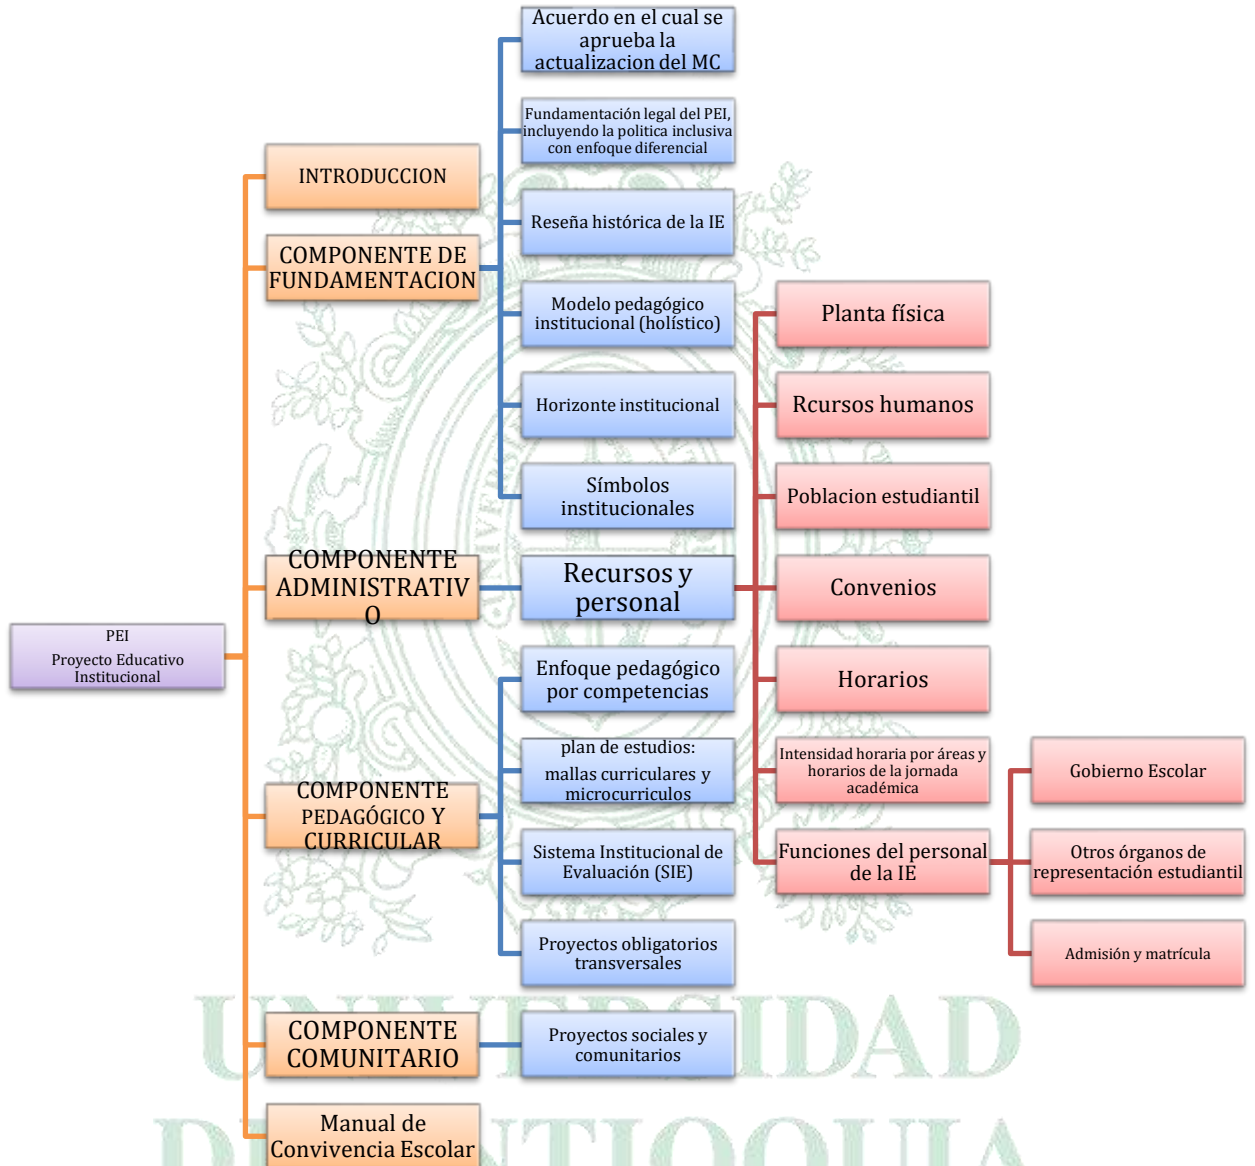 PEI
Proyecto Educativo
Institucional
INTRODUCCION
COMPONENTE DE
FUNDAMENTACION
Acuerdo en el cual se
aprueba la
actualizacion del MC
Fundamentación legal del PEI,
incluyendo la politica inclusiva
con enfoque diferencial
Reseña histórica de la IE
Modelo pedagógico
institucional (holístico)
Horizonte institucional
Símbolos
institucionales
COMPONENTE
ADMINISTRATIV
O
Recursos y
personal
Planta física
Rcursos humanos
Poblacion estudiantil
Convenios
Horarios
Intensidad horaria por áreas y
horarios de la jornada
académica
Funciones del personal
de la IE
Gobierno Escolar
Otros órganos de
representación estudiantil
Admisión y matrícula
COMPONENTE
PEDAGÓGICO Y
CURRICULAR
Enfoque pedagógico
por competencias
plan de estudios:
mallas curriculares y
microcurriculos
Sistema Institucional de
Evaluación (SIE)
Proyectos obligatorios
transversales
COMPONENTE
COMUNITARIO
Proyectos sociales y
comunitarios
Manual de
Convivencia Escolar
UNIVERSIDAD
DE ANTIOQUIA